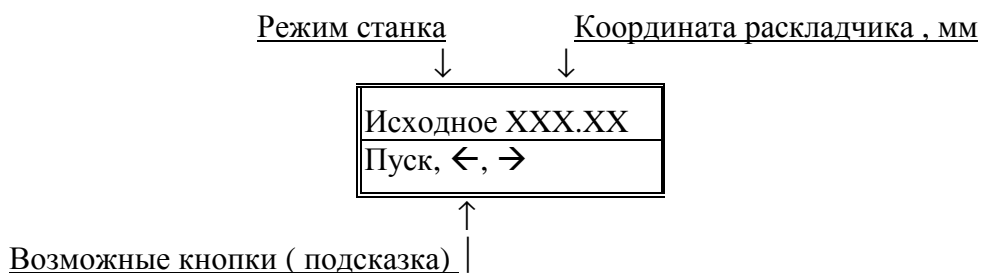 Режим станка Координата раскладчика , мм
↓ ↓
Исходное XXX.XX
Пуск, ←, →
↑
Возможные кнопки ( подсказка)